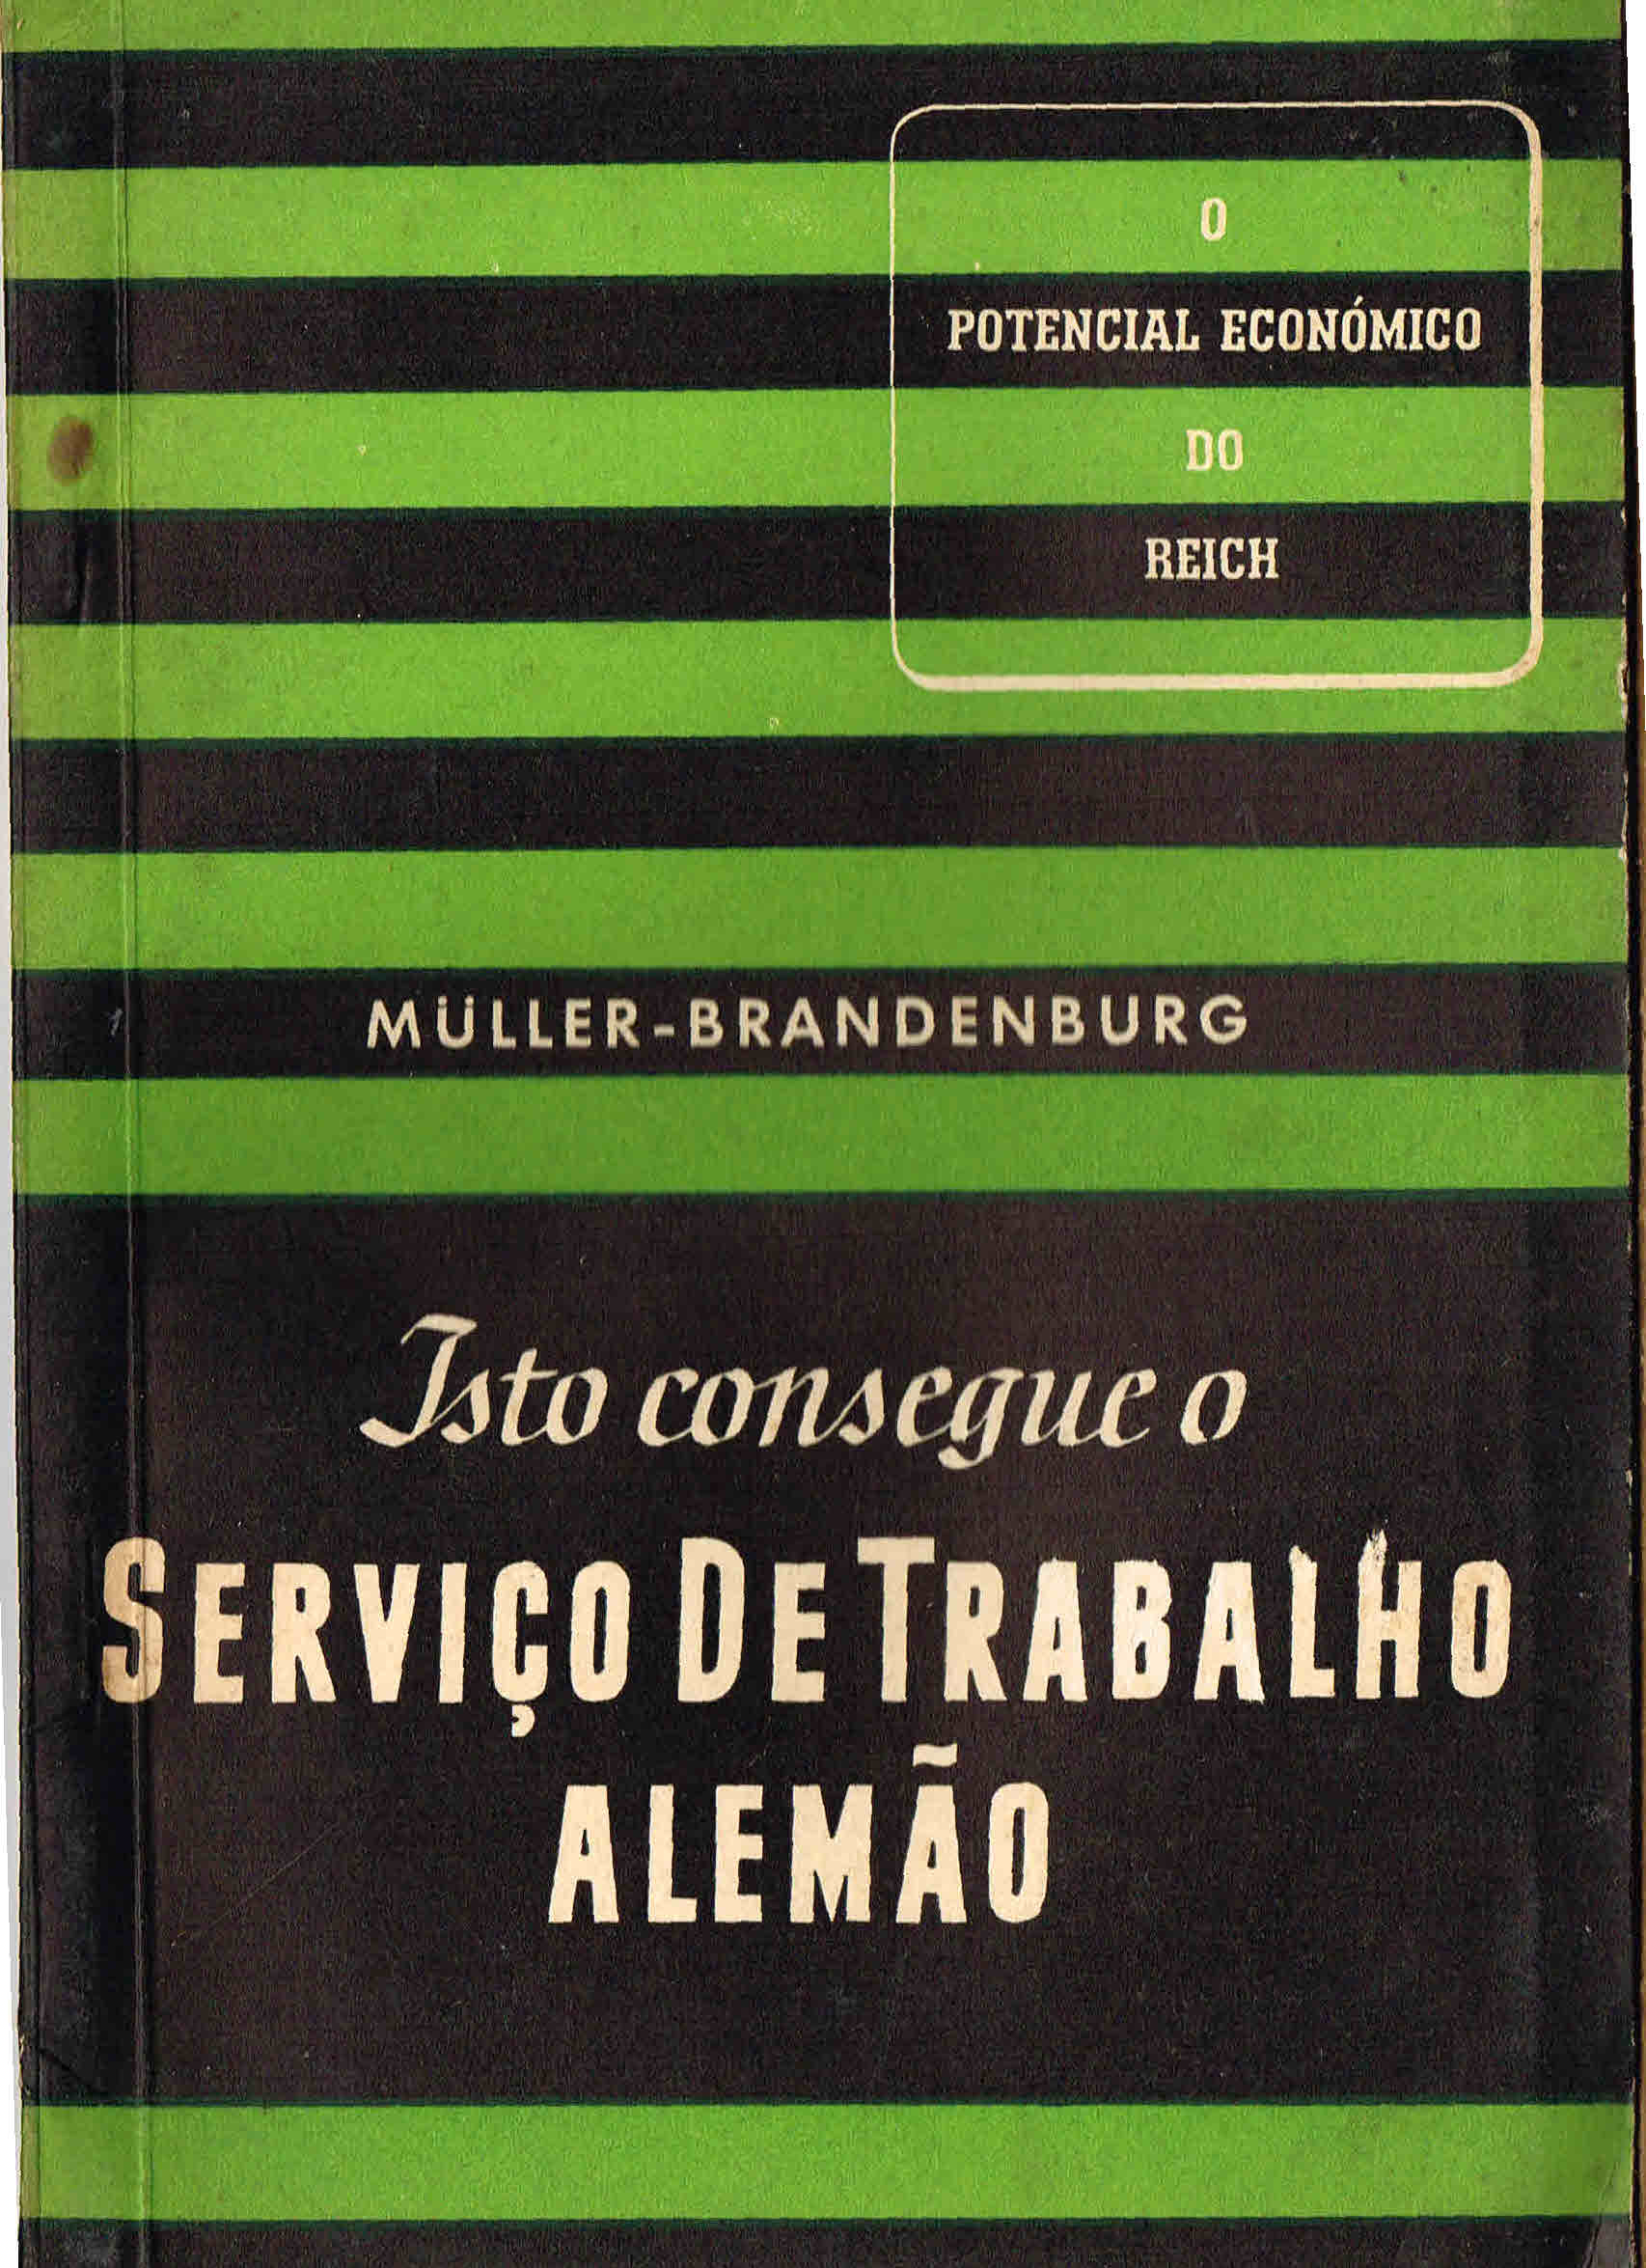 O
POTENCIAL ECONÓMICO
DO
REICH
MÜLLER-BRANDENBURG
Isto consegue o
SERVIÇO DE TRABALHO
ALEMÃO